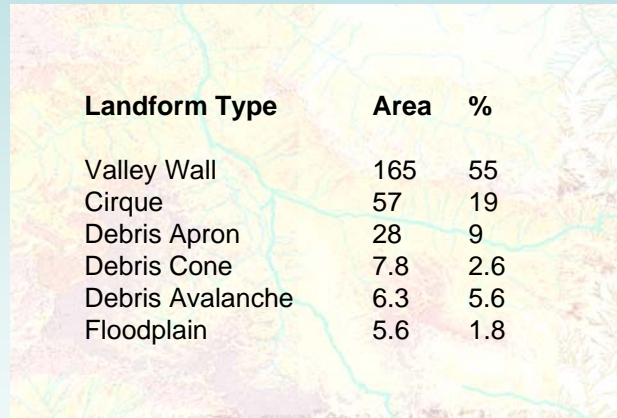 Landform Type Area %
Valley Wall 165 55
Cirque 57 19
Debris Apron 28 9
Debris Cone 7.8 2.6
Debris Avalanche 6.3 5.6
Floodplain 5.6 1.8